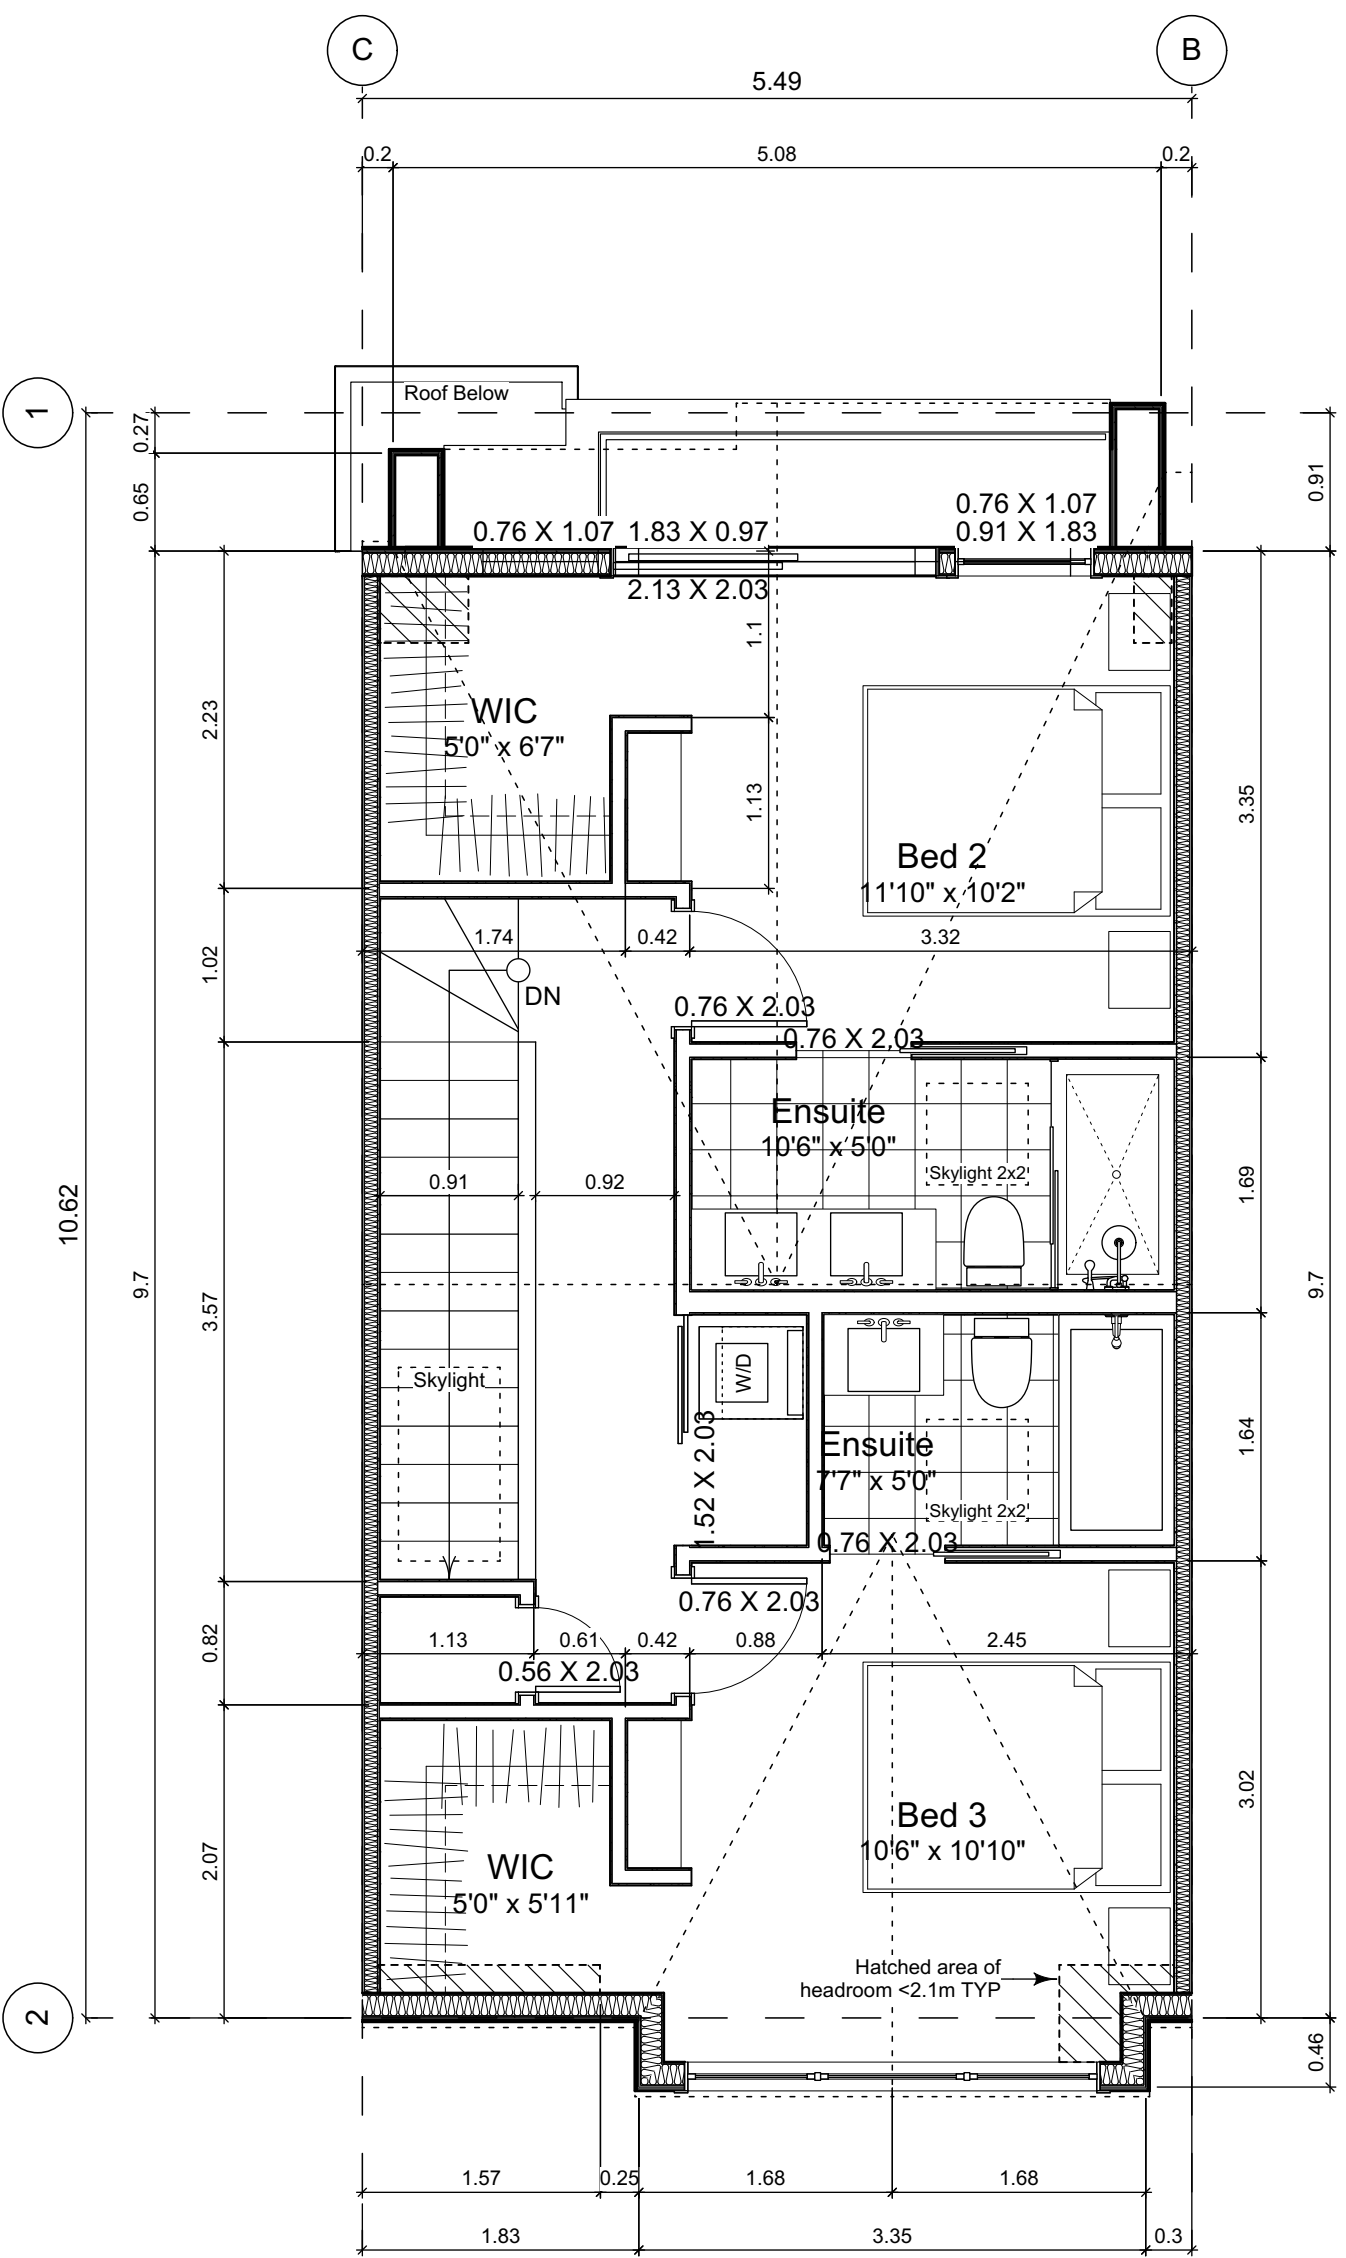 C
B
5.49
0.2
5.08
0.2
1
Roof Below
0.27
0.65
0.91
0.76 X 1.07
1.83 X 0.97
0.76 X 1.07
0.91 X 1.83
2.13 X 2.03
1.1
2.23
WIC
5'0" x 6'7"
1.13
3.35
Bed 2
11'10" x 10'2"
1.74
0.42
3.32
1.02
DN
0.76 X 2.03
0.76 X 2.03
Ensuite
10'6" x 5'0"
Skylight 2x2
0.91
0.92
1.69
10.62
9.7
3.57
9.7
Skylight
W/D
1.52 X 2.03
Ensuite
7'7" x 5'0"
Skylight 2x2
1.64
0.76 X 2.03
0.76 X 2.03
0.82
1.13
0.61
0.42
0.88
2.45
0.56 X 2.03
3.02
Bed 3
10'6" x 10'10"
2.07
WIC
5'0" x 5'11"
Hatched area of
headroom <2.1m TYP
2
0.46
1.57
0.25
1.68
1.68
1.83
3.35
0.3